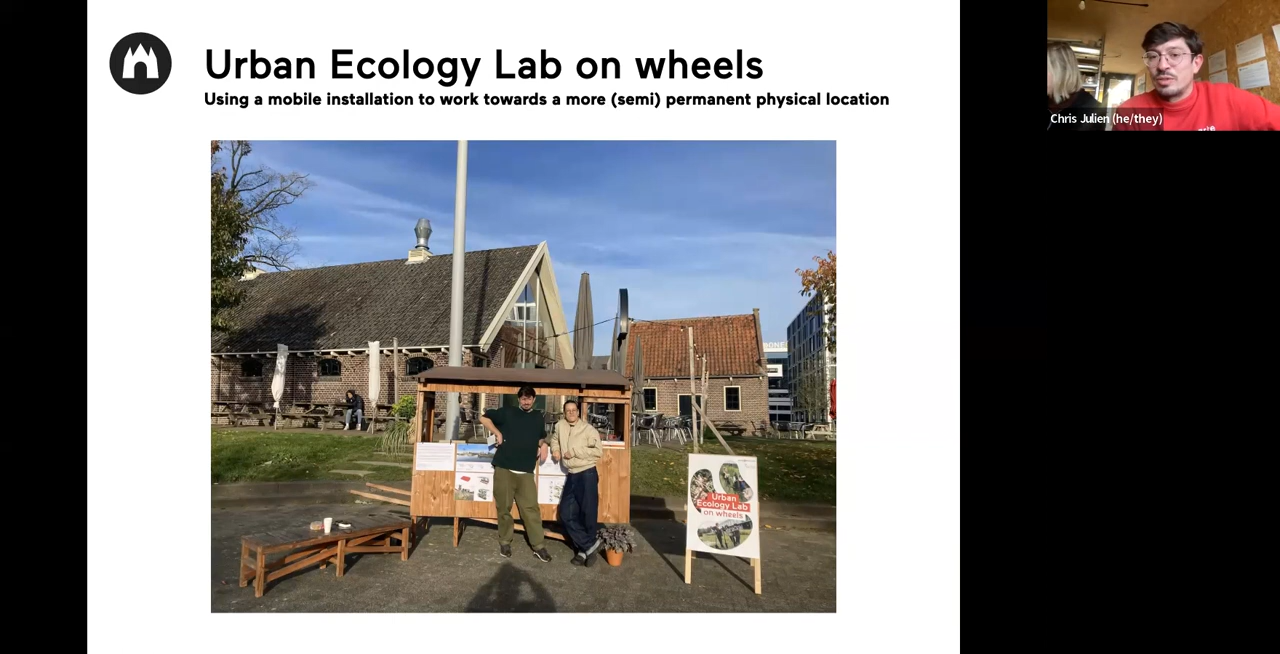 Urban Ecology Lab on wheels
Using a mobile installation to work towards a more (semi) permanent physical location
Chris Julien (he/they)
Urban
Ecology Lab
on wheels